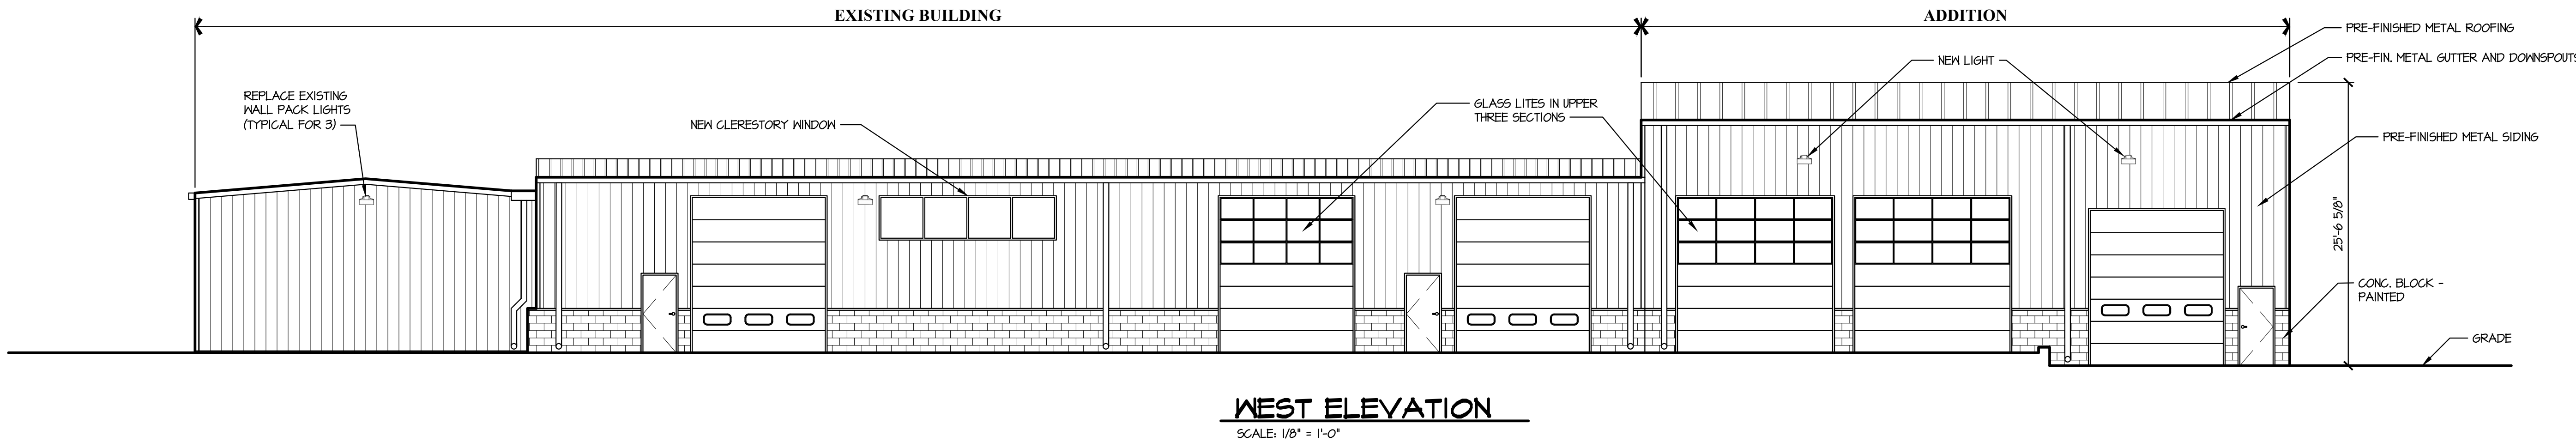 EXISTING BUILDING
ADDITION
PRE-FINISHED METAL ROOFING
PRE-FIN. METAL GUTTER AND DOWNSPOUTS
NEW LIGHT
REPLACE EXISTING
WALL PACK LIGHTS
(TYPICAL FOR 3)
NEW CLERESTORY WINDOW
GLASS LITES IN UPPER
THREE SECTIONS
PRE-FINISHED METAL SIDING
25'-6 5/8"
CONC. BLOCK -
PAINTED
GRADE
WEST ELEVATION
SCALE: 1/8" = 1'-0"